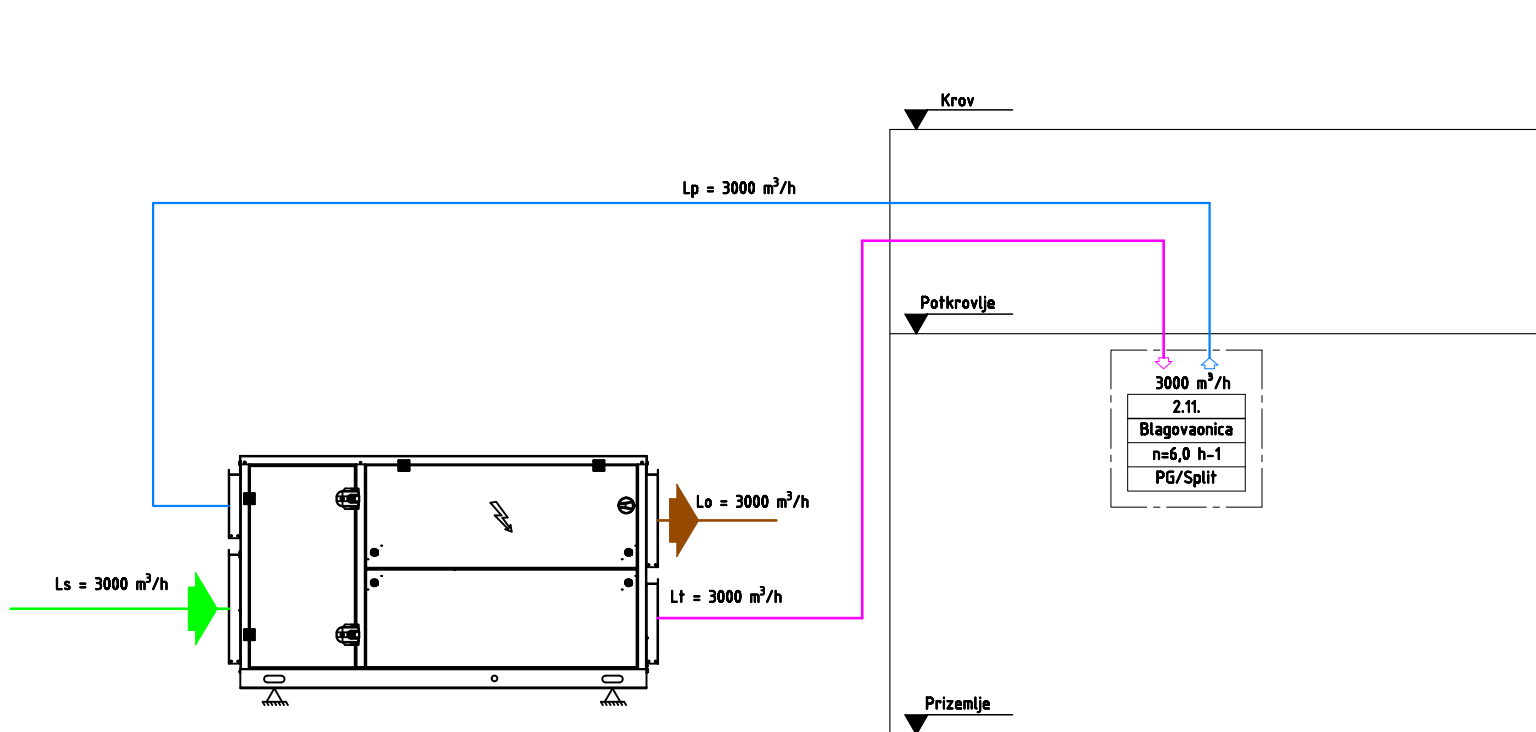 Krov
Lp = 3000 m³/h
Potkrovlje
3000 m³/h
2.11.
Blagovaonica
n=6,0 h-1
PG/Split
Lo = 3000 m³/h
Ls = 3000 m³/h
Lt = 3000 m³/h
Prizemlje